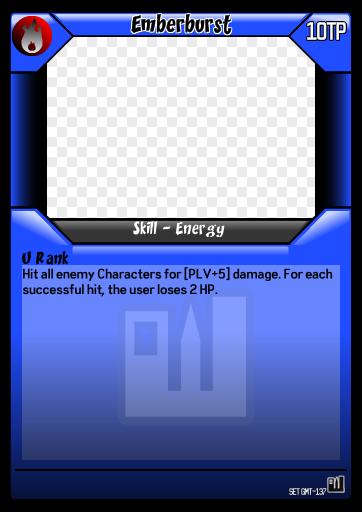 Emberburst
10TP
Skill - Energy
U Rank
Hit all enemy Characters for [PLV+5] damage. For each
successful hit, the user loses 2 HP.
SET GMT-137